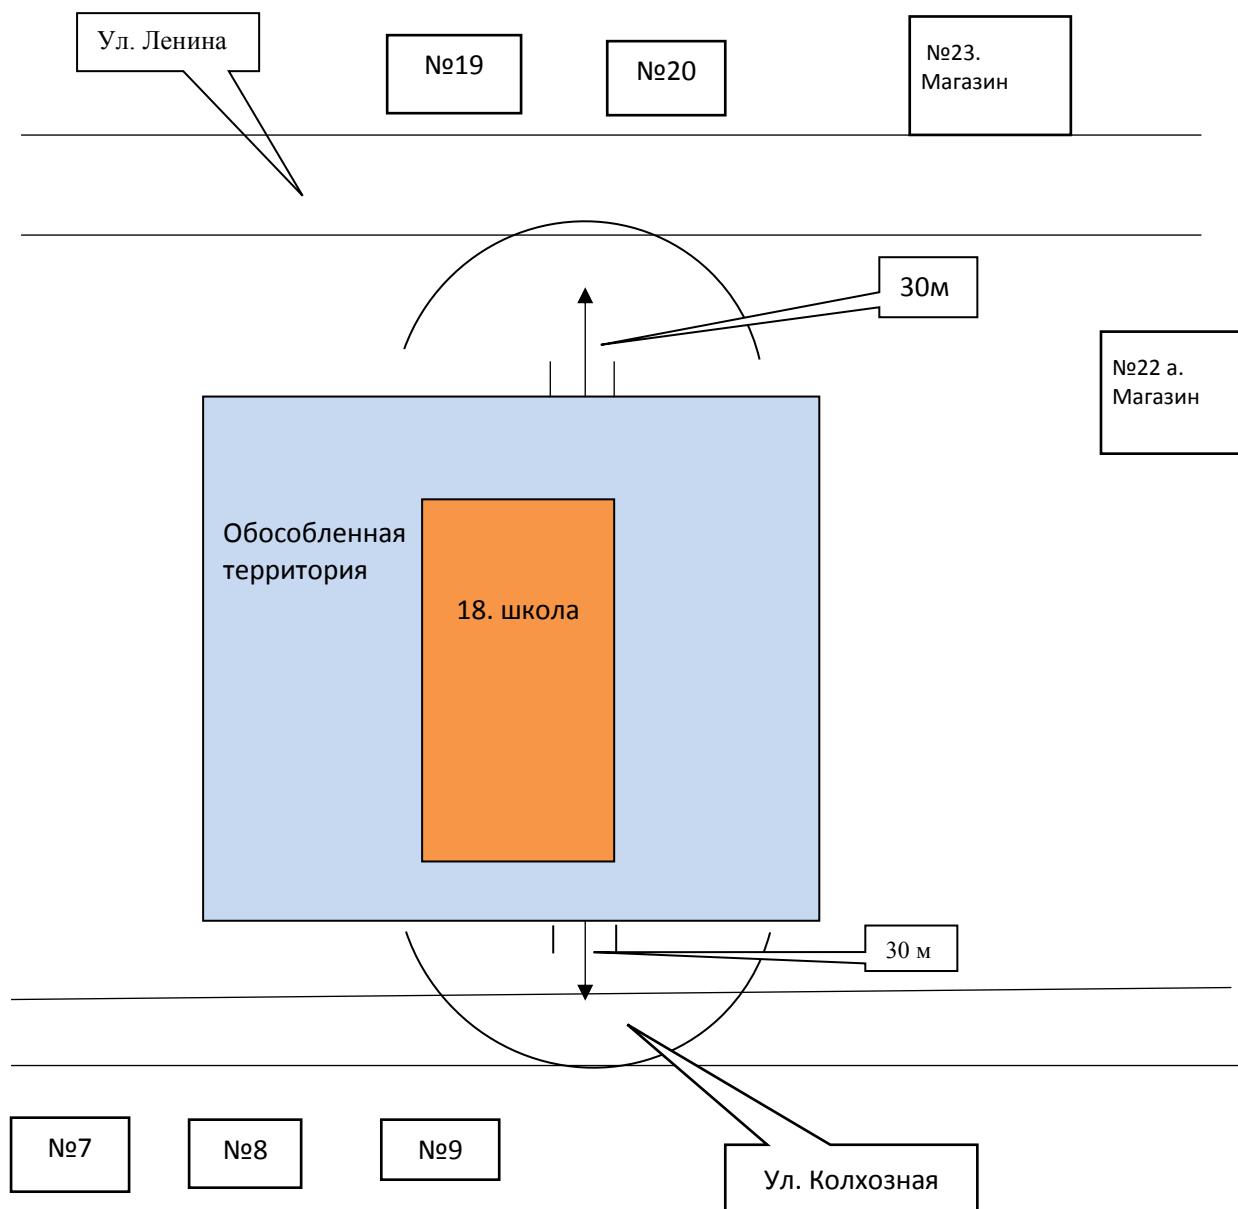 Ул. Ленина
№19
№20
№23.
Магазин
30м
№22 а.
Магазин
Обособленная
территория
18. школа
30 м
№7
№8
№9
Ул. Колхозная